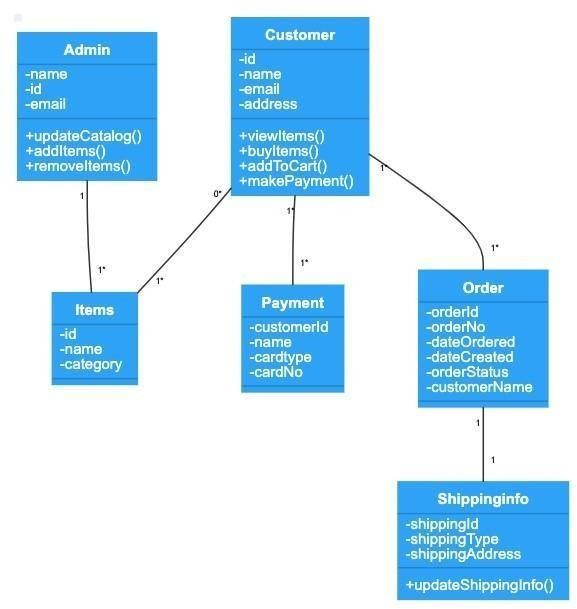 Admin
-name
-id
-email
+updateCatalog()
+addItems()
+removeItems()
Customer
-id
-name
-email
-address
+viewItems()
+buyItems()
+addToCart()
+makePayment()
1
1*
0*
1*
1*
1*
1*
1*
Items
-id
-name
-category
Payment
-customerId
-name
-cardtype
-cardNo
Order
-orderId
-orderNo
-dateOrdered
-dateCreated
-orderStatus
-customerName
1
1
Shippinginfo
-shippingId
-shippingType
-shippingAddress
+updateShippingInfo()